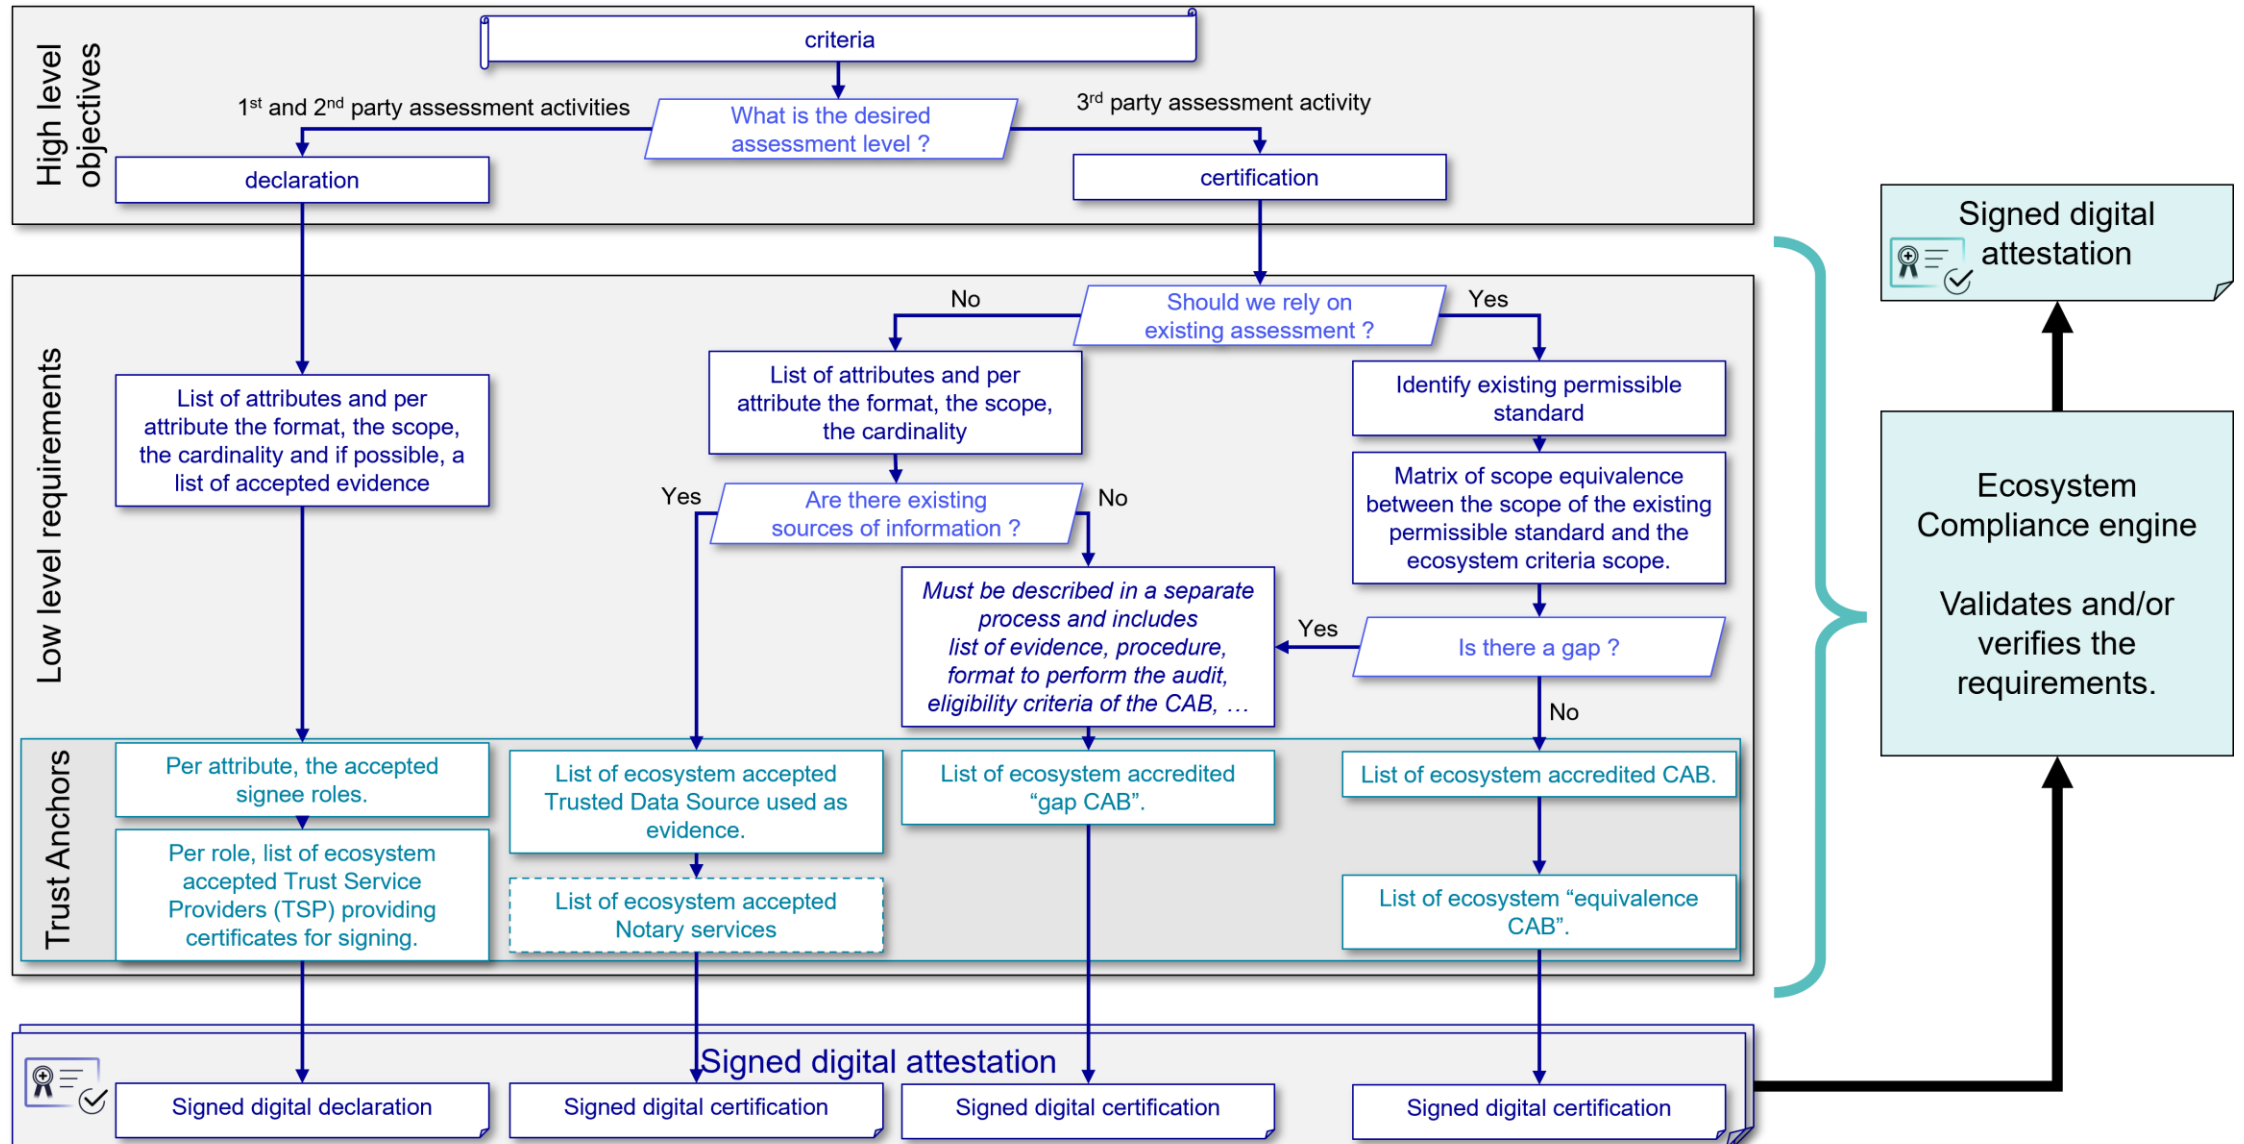 High level
objectives
criteria
1st and 2nd party assessment activities
What is the desired
assessment level ?
3rd party assessment activity
declaration
certification
Low level requirements
Should we rely on
existing assessment ?
No
Yes
List of attributes and per
attribute the format, the scope,
the cardinality and if possible, a
list of accepted evidence
List of attributes and per
attribute the format, the scope,
the cardinality
Identify existing permissible
standard
Are there existing
sources of information ?
Yes
No
Matrix of scope equivalence
between the scope of the existing
permissible standard and the
ecosystem criteria scope.
Must be described in a separate
process and includes
list of evidence, procedure,
format to perform the audit,
eligibility criteria of the CAB, …
Yes
Is there a gap ?
No
Trust Anchors
Per attribute, the accepted
signee roles.
Per role, list of ecosystem
accepted Trust Service
Providers (TSP) providing
certificates for signing.
List of ecosystem accepted
Trusted Data Source used as
evidence.
List of ecosystem accepted
Notary services
List of ecosystem accredited
“gap CAB”.
List of ecosystem accredited CAB.
List of ecosystem “equivalence
CAB”.
Signed digital attestation
Signed digital declaration
Signed digital certification
Signed digital certification
Signed digital certification
Signed digital
attestation
Ecosystem
Compliance engine
Validates and/or
verifies the
requirements.